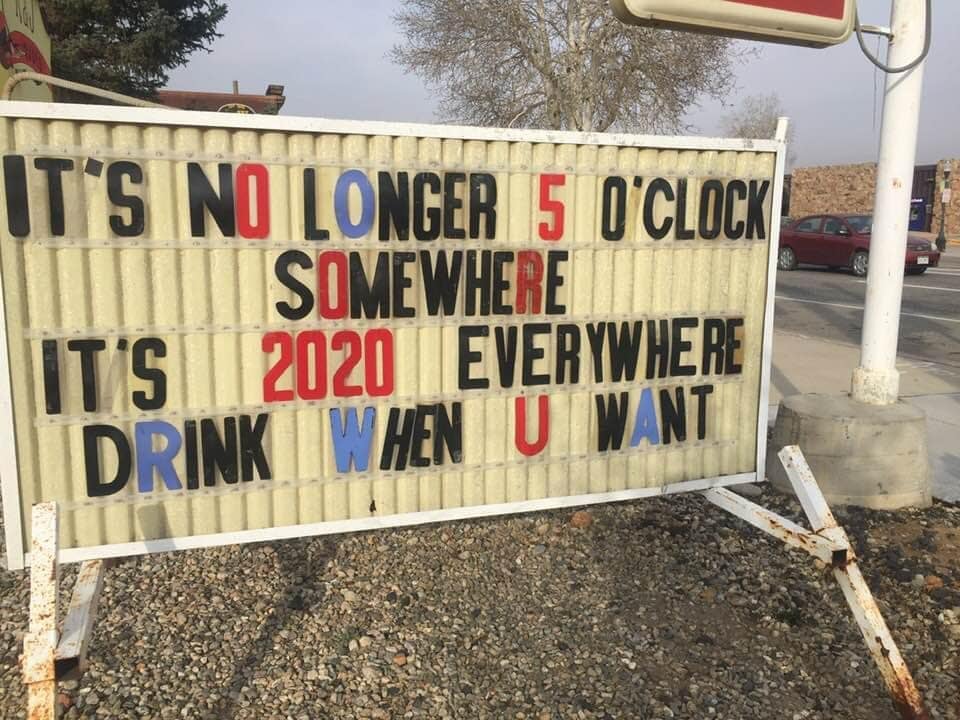 IT'S NO LONGER 5 O'CLOCK
SOMEWHERE
IT'S 2020 EVERYWHERE
DRINK WHEN U WANT